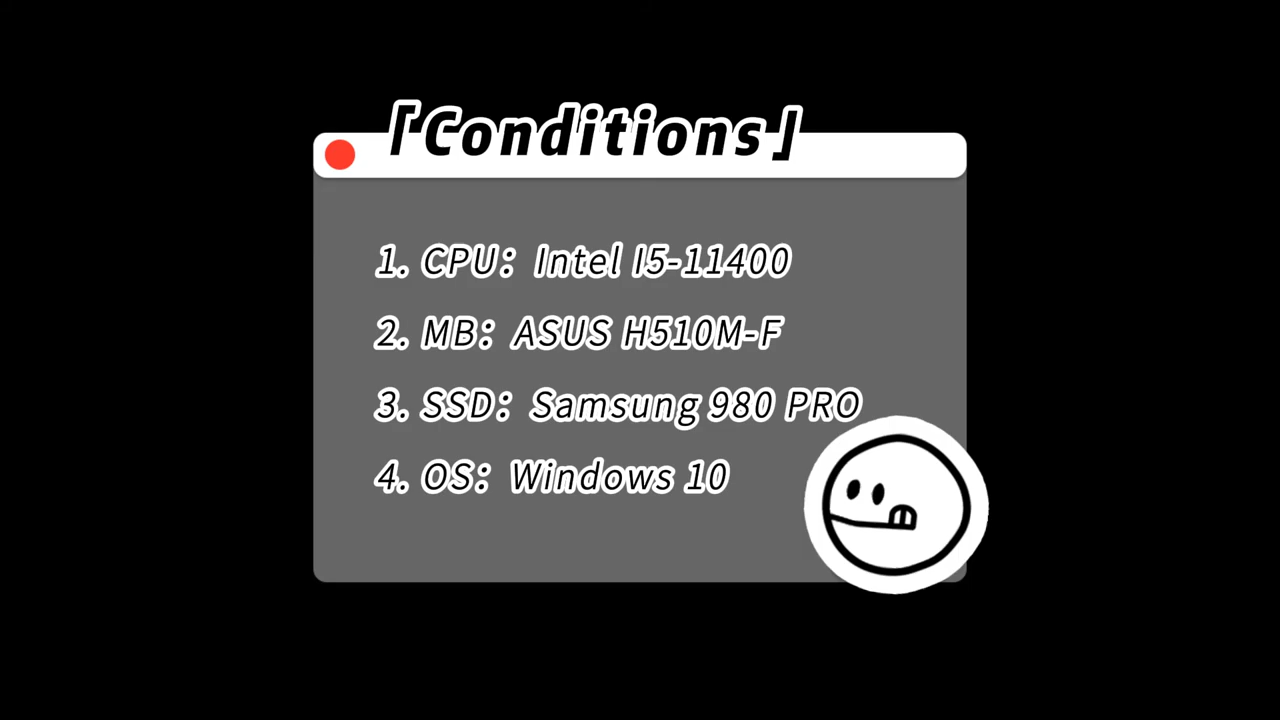 「Conditions」
1. CPU：Intel I5-11400
2. MB：ASUS H510M-F
3. SSD：Samsung 980 PRO
4. OS：Windows 10